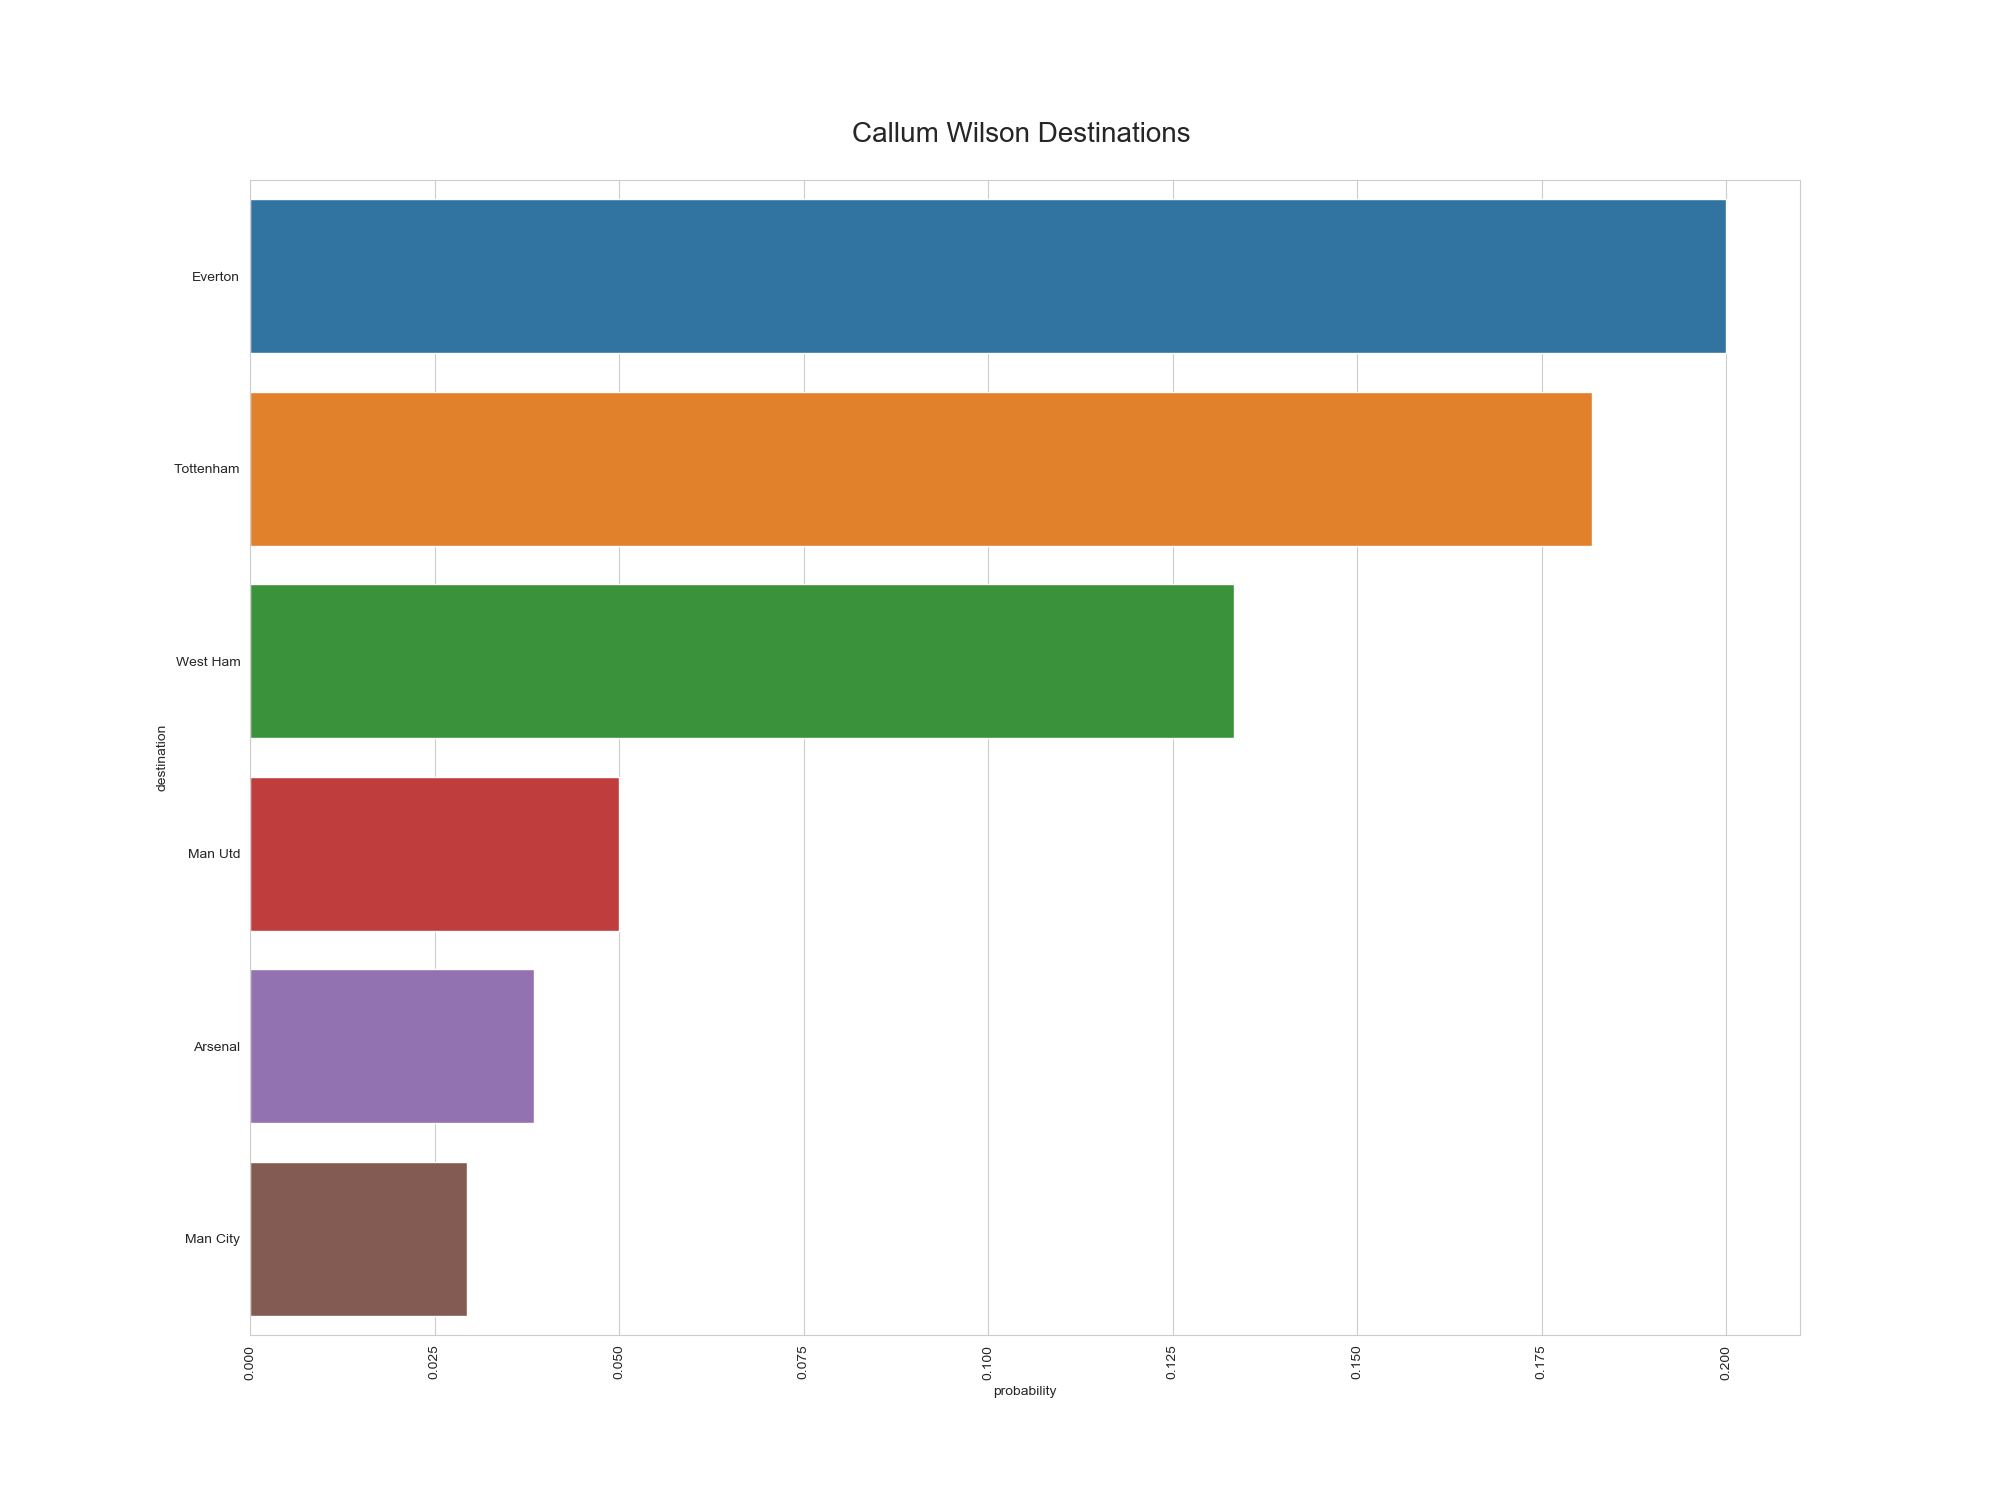 Callum Wilson Destinations
destination
Everton
Tottenham
West Ham
Man Utd
Arsenal
Man City
0.000
0.025
0.050
0.075
0.100
0.125
0.150
0.175
0.200
probability